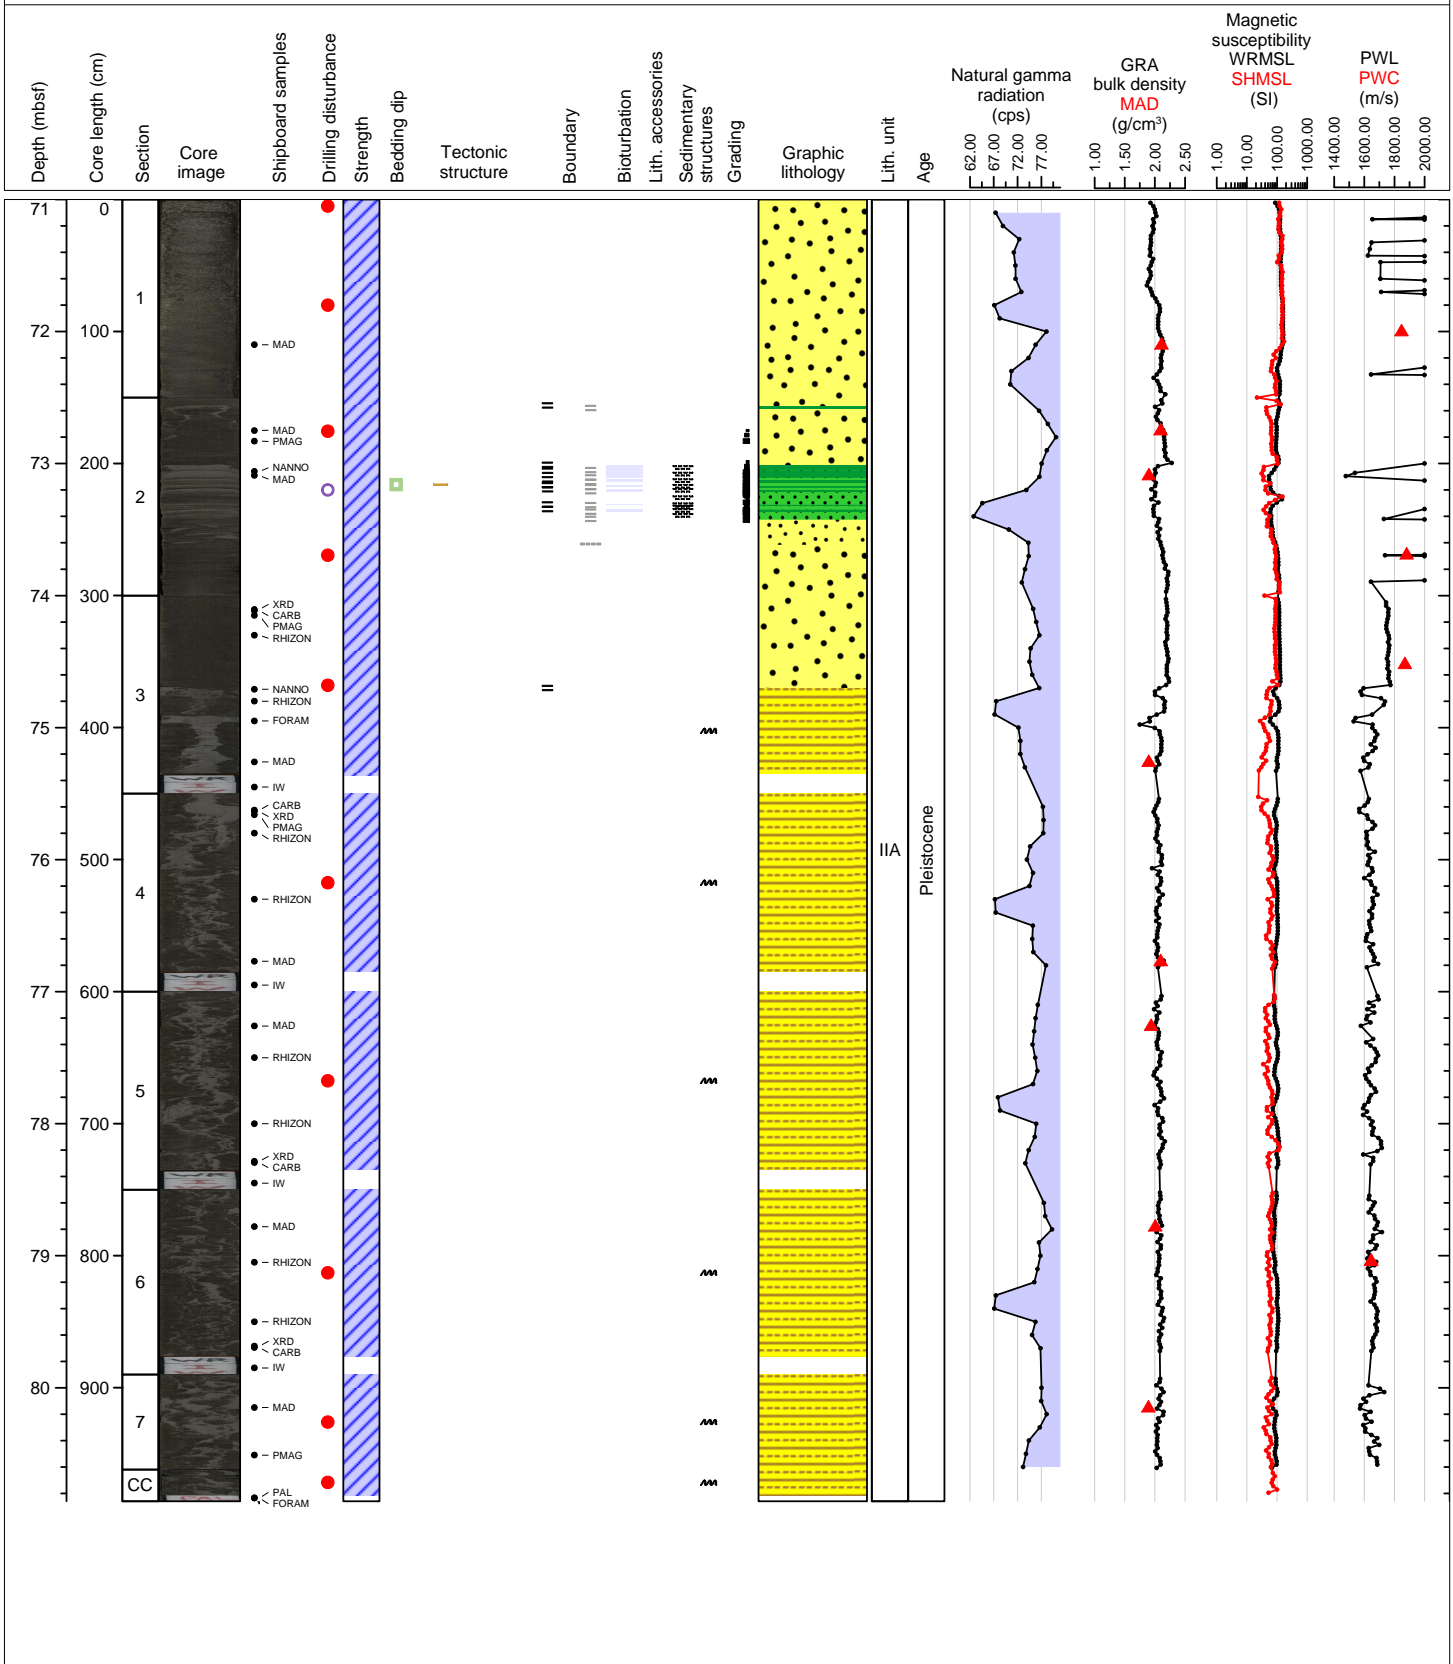 Depth (mbsf)
Core length (cm)
Section
Core
image
Shipboard samples
Drilling disturbance
Strength
Bedding dip
Tectonic
structure
Boundary
Bioturbation
Lith. accessories
Sedimentary
structures
Grading
Graphic
lithology
Lith. unit
Age
Natural gamma
radiation
(cps)
62.00
67.00
72.00
77.00
GRA
bulk density
MAD
(g/cm³)
1.00
1.50
2.00
2.50
Magnetic
susceptibility
WRMSL
SHMSL
(SI)
1.00
10.00
100.00
1000.00
PWL
PWC
(m/s)
1400.00
1600.00
1800.00
2000.00
71
72
73
74
75
76
77
78
79
80
0
100
200
300
400
500
600
700
800
900
1
2
3
4
5
6
7
CC
MAD
MAD
PMAG
NANNO
MAD
XRD
CARB
PMAG
RHIZON
NANNO
RHIZON
FORAM
MAD
IW
CARB
XRD
PMAG
RHIZON
RHIZON
MAD
IW
MAD
RHIZON
RHIZON
XRD
CARB
IW
MAD
RHIZON
RHIZON
XRD
CARB
IW
MAD
PMAG
PAL
FORAM
IIA
Pleistocene